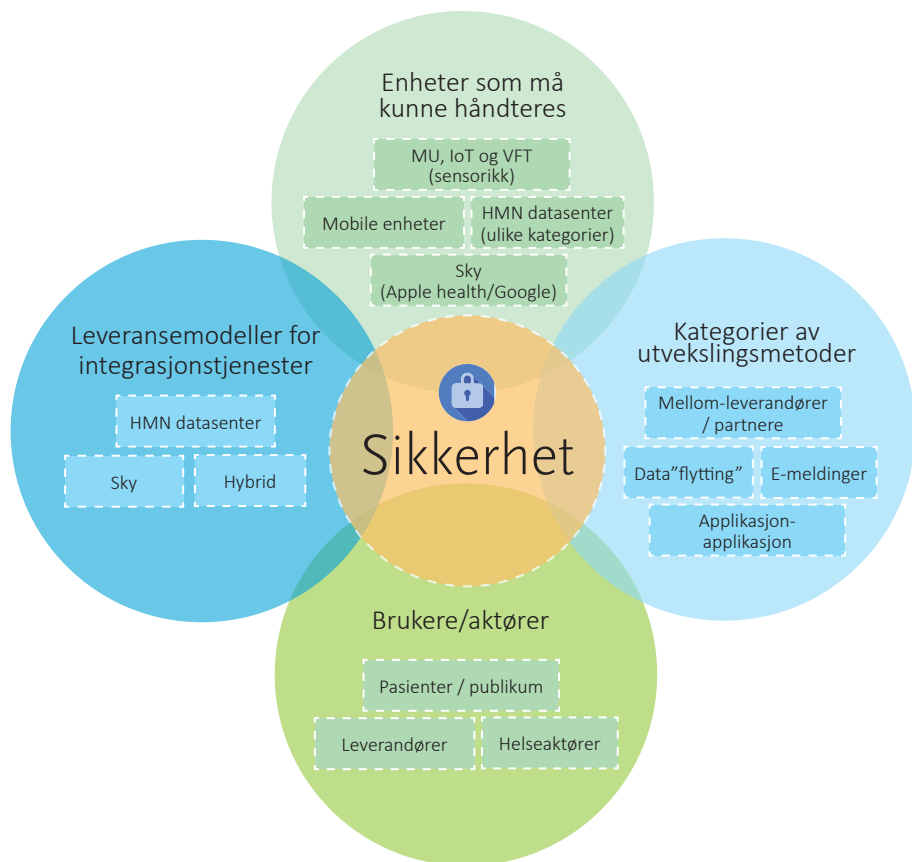 Enheter som må
kunne håndteres
MU, IoT og VFT
(sensorikk)
Mobile enheter
HMN datasenter
(ulike kategorier)
Sky
(Apple health/Google)
Leveransemodeller for
integrasjonstjenester
HMN datasenter
Sky
Hybrid
Sikkerhet
Kategorier av
utvekslingsmetoder
Mellom-leverandører
/ partnere
Data”flytting”
E-meldinger
Applikasjon-
applikasjon
Brukere/aktører
Pasienter / publikum
Leverandører
Helseaktører